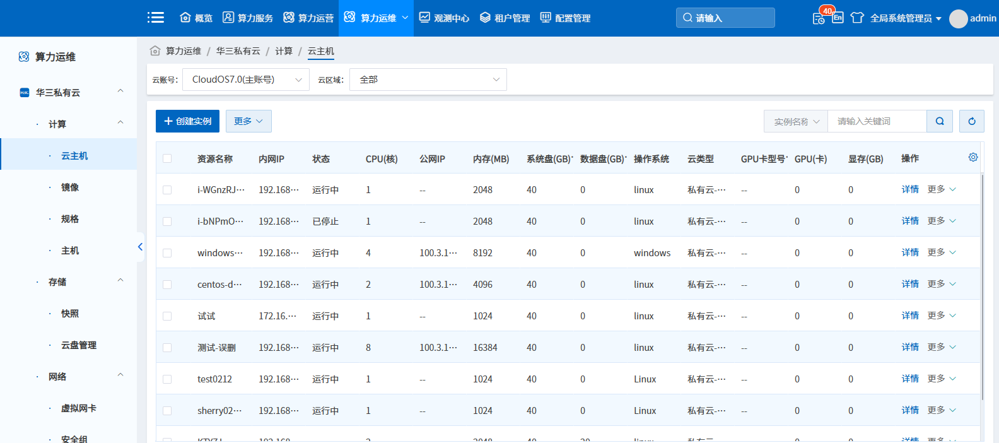 概览 算力服务 算力运营 算力运维 观测中心 租户管理 配置管理 请输入 40 En 全局系统管理员 admin
算力运维
华三私有云
计算
云主机
镜像
规格
主机
存储
快照
云盘管理
网络
虚拟网卡
安全组
算力运维 / 华三私有云 / 计算 / 云主机
云账号: CloudOS7.0(主账号) 云区域: 全部
创建实例 更多 实例名称 请输入关键词
资源名称 内网IP 状态 CPU(核) 公网IP 内存(MB) 系统盘(GB) 数据盘(GB) 操作系统 云类型 GPU卡型号 GPU(卡) 显存(GB) 操作
i-WGnzRJ··· 192.168··· 运行中 1 -- 2048 40 0 linux 私有云-··· -- 0 0 详情 更多
i-bNPmO··· 192.168··· 已停止 1 -- 2048 40 0 linux 私有云-··· -- 0 0 详情 更多
windows··· 192.168··· 运行中 4 100.3.1··· 8192 40 0 windows 私有云-··· -- 0 0 详情 更多
centos-d··· 192.168··· 运行中 2 100.3.1··· 4096 40 0 linux 私有云-··· -- 0 0 详情 更多
试试 172.16.··· 运行中 1 -- 1024 40 0 linux 私有云-··· -- 0 0 详情 更多
测试-误删 192.168··· 运行中 8 100.3.1··· 16384 40 0 linux 私有云-··· -- 0 0 详情 更多
test0212 192.168··· 运行中 1 -- 1024 40 0 Linux 私有云-··· -- 0 0 详情 更多
sherry02··· 192.168··· 运行中 1 -- 1024 40 0 Linux 私有云-··· -- 0 0 详情 更多